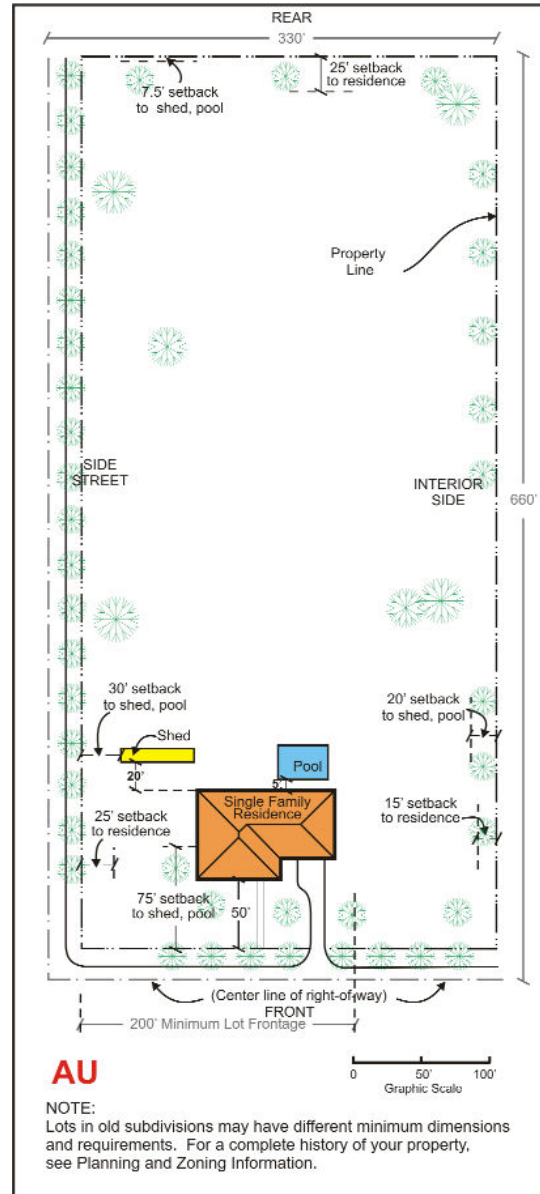 REAR
330'
7.5' setback
to shed, pool
25' setback
to residence
Property
Line
SIDE
STREET
INTERIOR
SIDE
660'
30' setback
to shed, pool
Shed
20'
20' setback
to shed, pool
Pool
5'
Single Family
Residence
25' setback
to residence
15' setback
to residence
75' setback
to shed, pool
50'
(Center line of right-of-way)
FRONT
200' Minimum Lot Frontage
AU
0 50' 100'
Graphic Scale
NOTE:
Lots in old subdivisions may have different minimum dimensions
and requirements. For a complete history of your property,
see Planning and Zoning Information.